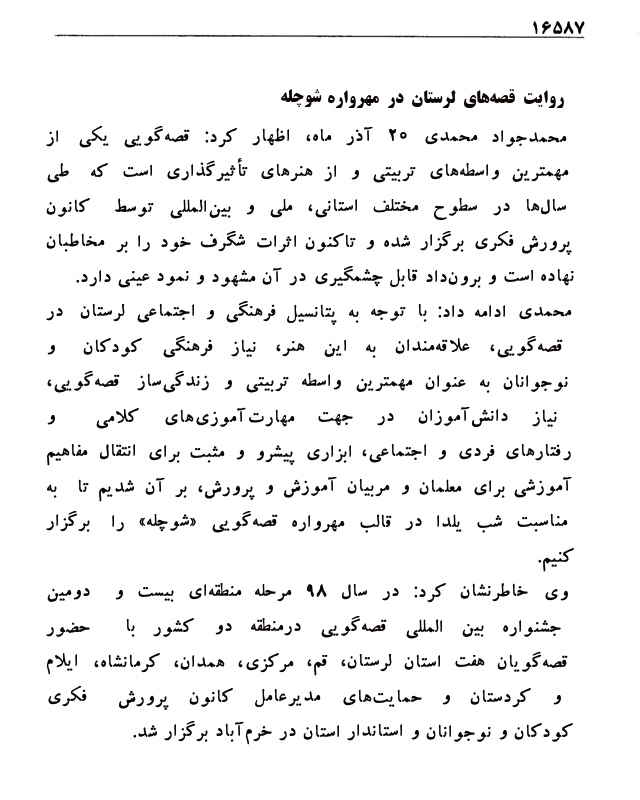 ۱۶۵۸۷
روایت قصه‌های لرستان در مهرواره شوچله
محمدجواد محمدی ۲۰ آذر ماه، اظهار کرد: قصه‌گویی یکی از
مهمترین واسطه‌های تربیتی و از هنرهای تأثیرگذاری است که طی
سال‌ها در سطوح مختلف استانی، ملی و بین‌المللی توسط کانون
پرورش فکری برگزار شده و تاکنون اثرات شگرف خود را بر مخاطبان
نهاده است و برون‌داد قابل چشمگیری در آن مشهود و نمود عینی دارد.
محمدی ادامه داد: با توجه به پتانسیل فرهنگی و اجتماعی لرستان در
قصه‌گویی، علاقه‌مندان به این هنر، نیاز فرهنگی کودکان و
نوجوانان به عنوان مهمترین واسطه تربیتی و زندگی‌ساز قصه‌گویی،
نیاز دانش‌آموزان در جهت مهارت‌آموزی‌های کلامی و
رفتارهای فردی و اجتماعی، ابزاری پیشرو و مثبت برای انتقال مفاهیم
آموزشی برای معلمان و مربیان آموزش و پرورش، بر آن شدیم تا به
مناسبت شب یلدا در قالب مهرواره قصه‌گویی «شوچله» را برگزار
کنیم.
وی خاطرنشان کرد: در سال ۹۸ مرحله منطقه‌ای بیست و دومین
جشنواره بین المللی قصه‌گویی درمنطقه دو کشور با حضور
قصه‌گویان هفت استان لرستان، قم، مرکزی، همدان، کرمانشاه، ایلام
و کردستان و حمایت‌های مدیرعامل کانون پرورش فکری
کودکان و نوجوانان و استاندار استان در خرم‌آباد برگزار شد.